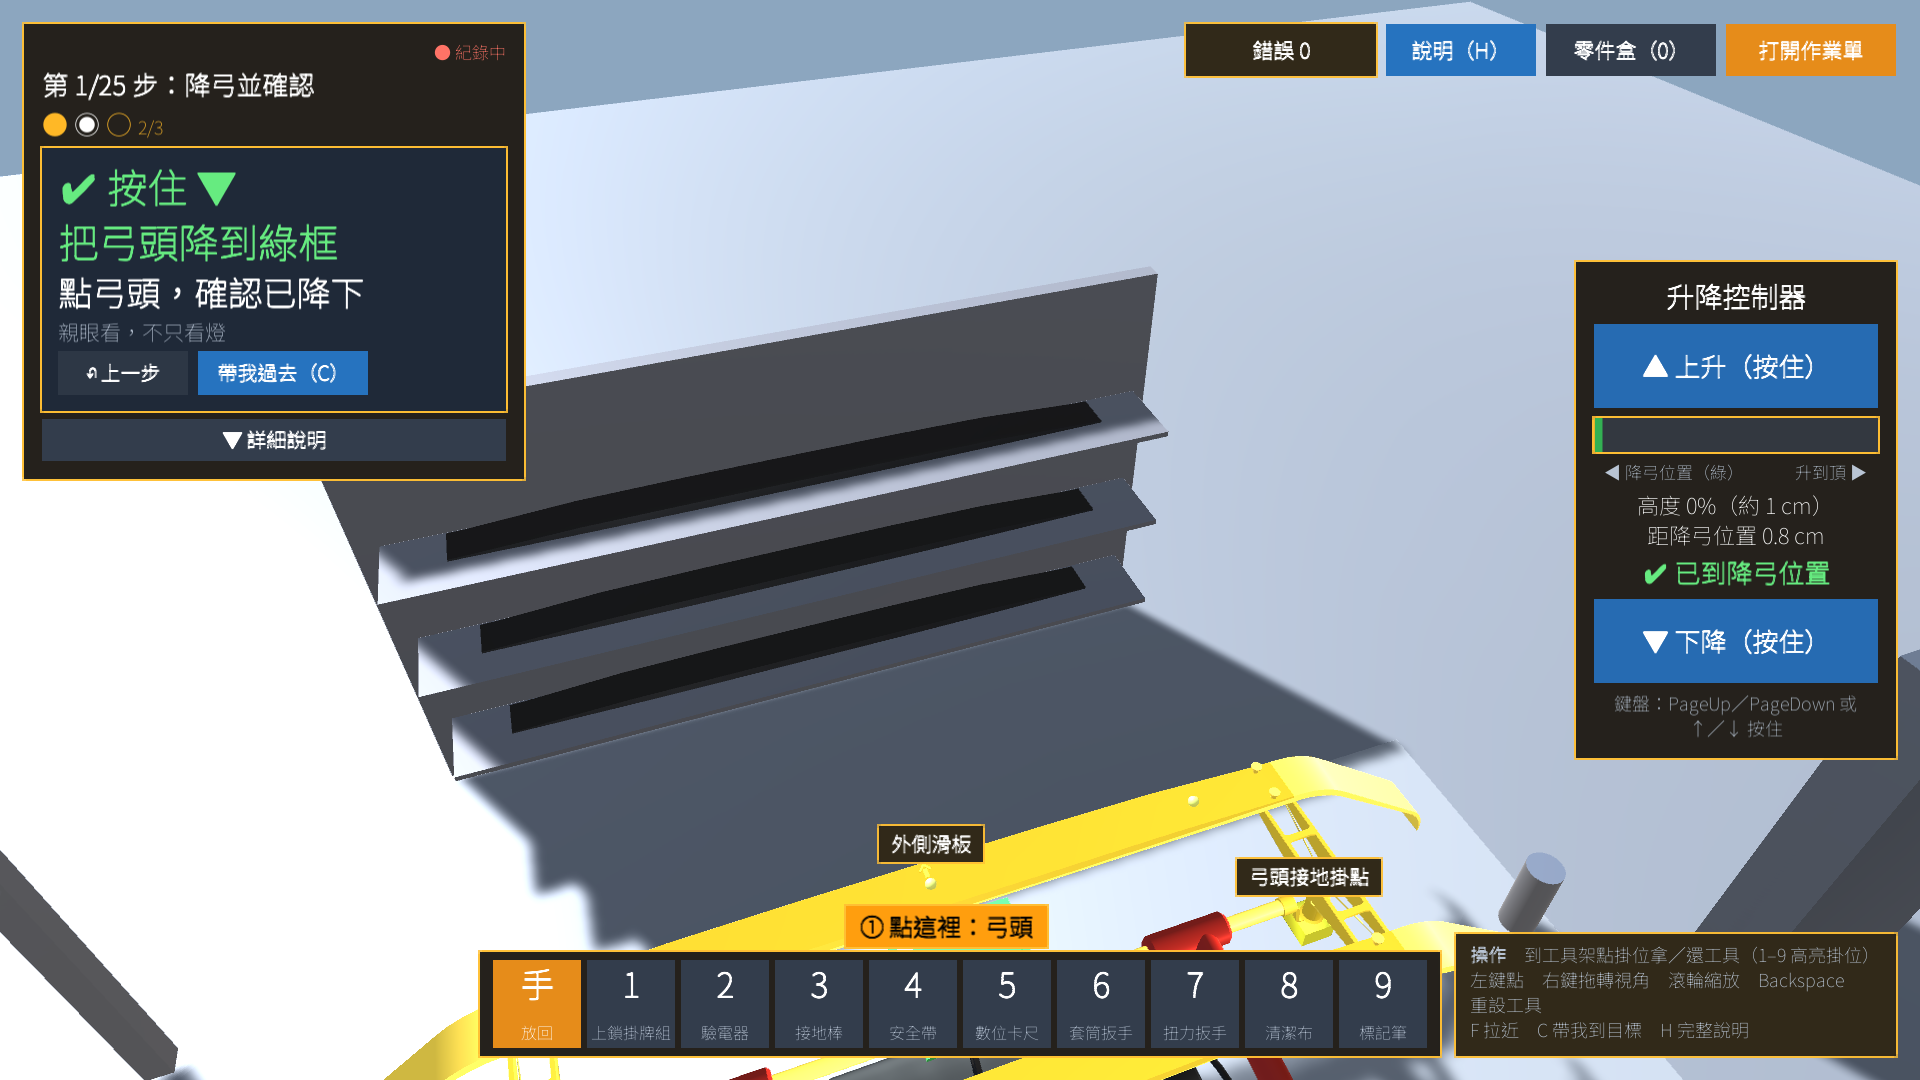 紀錄中
第 1/25 步：降弓並確認
2/3
✔ 按住 ▼
把弓頭降到綠框
點弓頭，確認已降下
親眼看，不只看燈
↶ 上一步
帶我過去（C）
▼ 詳細說明
錯誤 0
說明（H）
零件盒（0）
打開作業單
升降控制器
▲ 上升（按住）
◀ 降弓位置（綠）
升到頂 ▶
高度 0%（約 1 cm）
距降弓位置 0.8 cm
✔ 已到降弓位置
▼ 下降（按住）
鍵盤：PageUp／PageDown 或
↑／↓ 按住
外側滑板
弓頭接地掛點
① 點這裡：弓頭
手
放回
1
上鎖掛牌組
2
驗電器
3
接地棒
4
安全帶
5
數位卡尺
6
套筒扳手
7
扭力扳手
8
清潔布
9
標記筆
操作 到工具架點掛位拿／還工具（1–9 高亮掛位）
左鍵點 右鍵拖轉視角 滾輪縮放 Backspace
重設工具
F 拉近 C 帶我到目標 H 完整說明